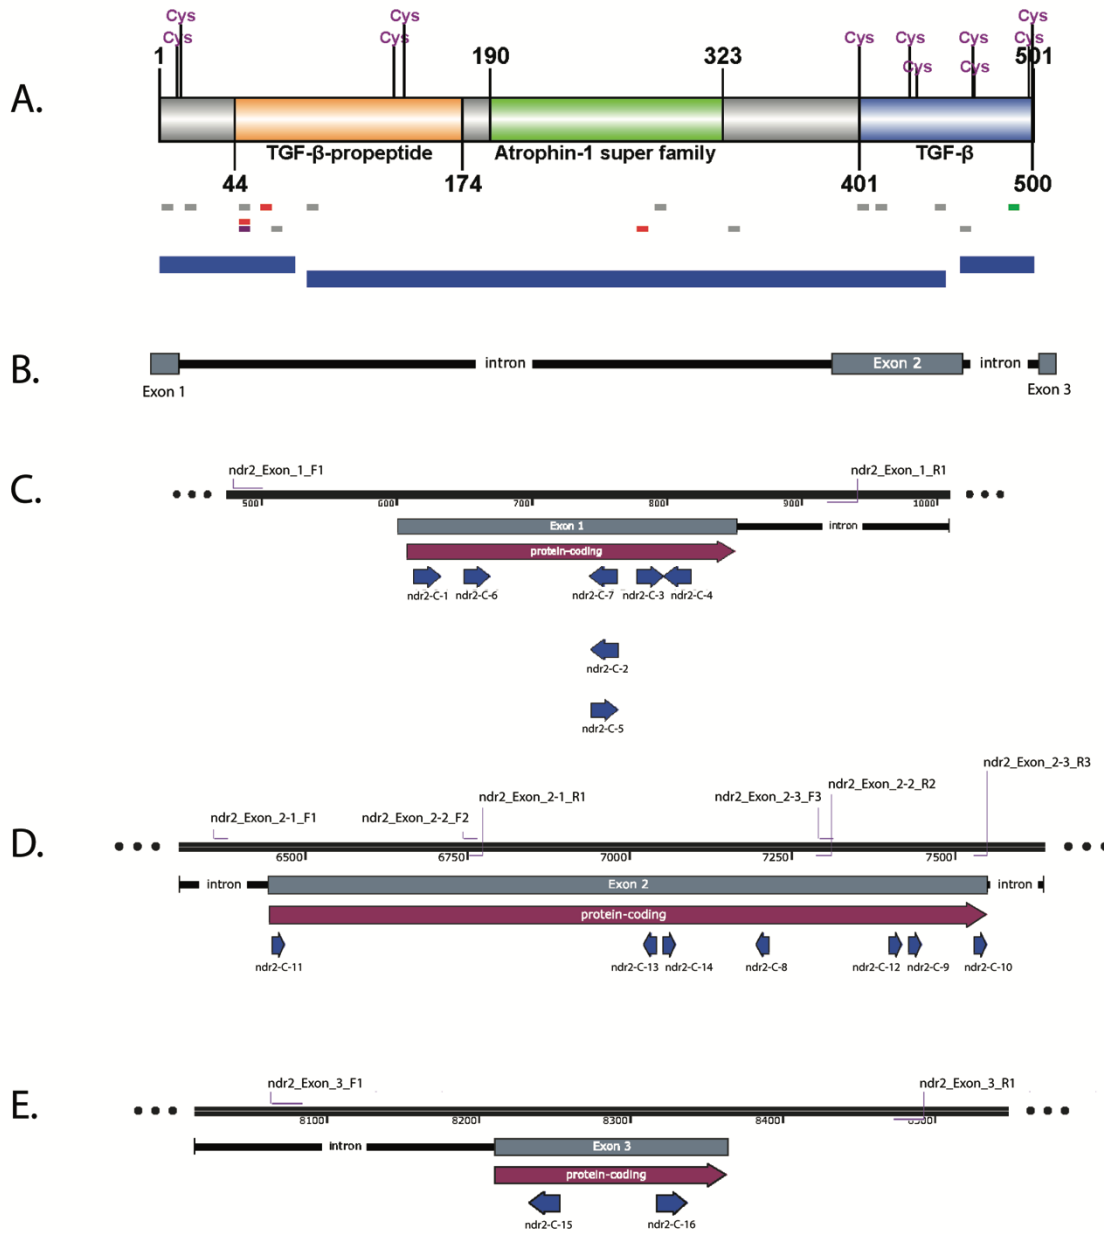 Cys Cys Cys
Cys Cys Cys Cys Cys Cys
Cys Cys
1 190 323 501
A.
TGF-β-propeptide Atrophin-1 super family TGF-β
44 174 401 500
B.
intron Exon 2 intron
Exon 1 Exon 3
C.
ndr2_Exon_1_F1 ndr2_Exon_1_R1
500 600 700 800 900 1000
Exon 1 intron
protein-coding
ndr2-C-1 ndr2-C-6 ndr2-C-7 ndr2-C-3 ndr2-C-4
ndr2-C-2
ndr2-C-5
ndr2_Exon_2-3_R3
ndr2_Exon_2-2_R2
ndr2_Exon_2-1_R1 ndr2_Exon_2-3_F3
ndr2_Exon_2-1_F1 ndr2_Exon_2-2_F2
D.
6500 6750 7000 7250 7500
intron Exon 2 intron
protein-coding
ndr2-C-11 ndr2-C-13 ndr2-C-14 ndr2-C-8 ndr2-C-12 ndr2-C-9 ndr2-C-10
ndr2_Exon_3_F1 ndr2_Exon_3_R1
E.
8100 8200 8300 8400 8500
intron Exon 3
protein-coding
ndr2-C-15 ndr2-C-16